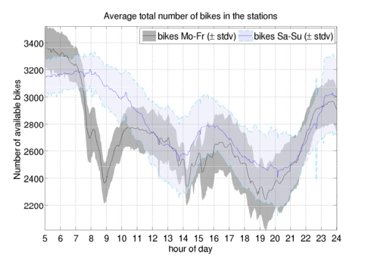 Average total number of bikes in the stations
bikes Mo-Fr (± stdv) bikes Sa-Su (± stdv)
Number of available bikes
3400
3200
3000
2800
2600
2400
2200
5 6 7 8 9 10 11 12 13 14 15 16 17 18 19 20 21 22 23 24
hour of day